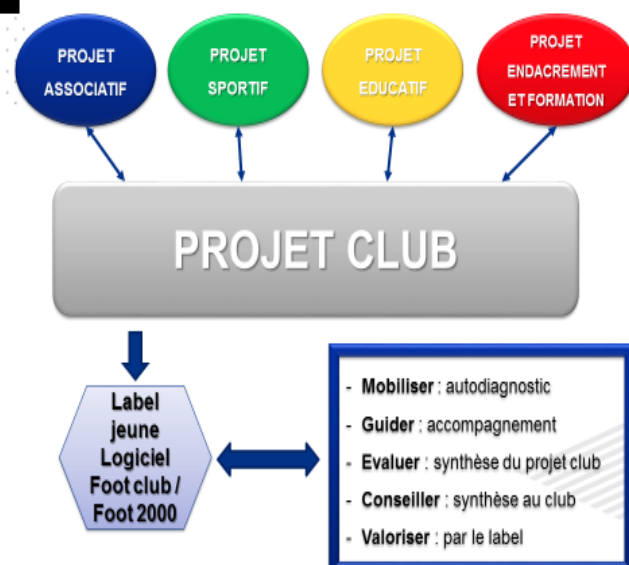 PROJET
ASSOCIATIF
PROJET
SPORTIF
PROJET
EDUCATIF
PROJET
ENDACREMENT
ET FORMATION
PROJET CLUB
Label
jeune
Logiciel
Foot club /
Foot 2000
- Mobiliser : autodiagnostic
- Guider : accompagnement
- Evaluer : synthèse du projet club
- Conseiller : synthèse au club
- Valoriser : par le label